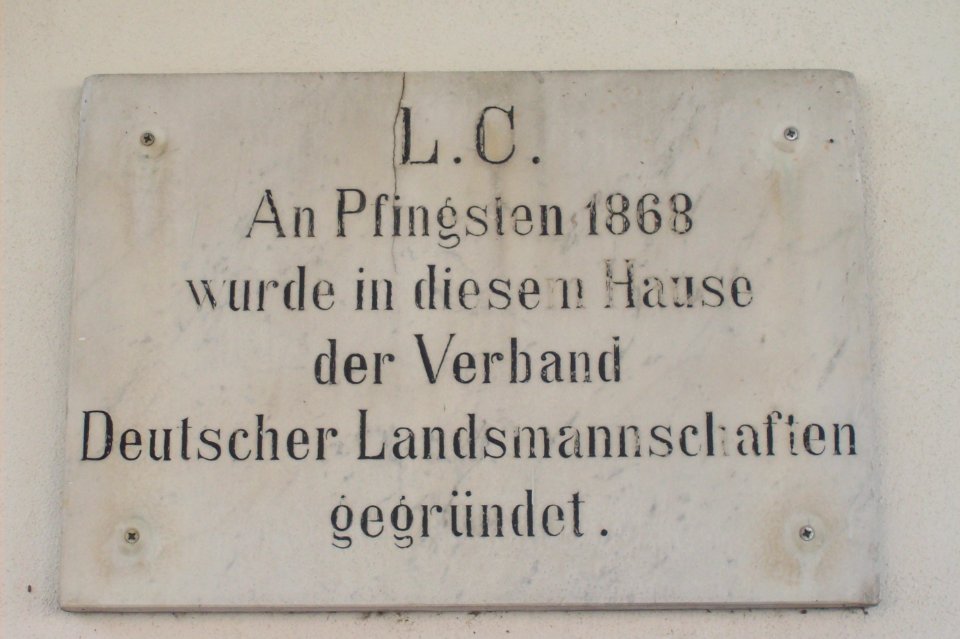 L.C.
An Pfingsten 1868
wurde in diesem Hause
der Verband
Deutscher Landsmannschaften
gegründet.